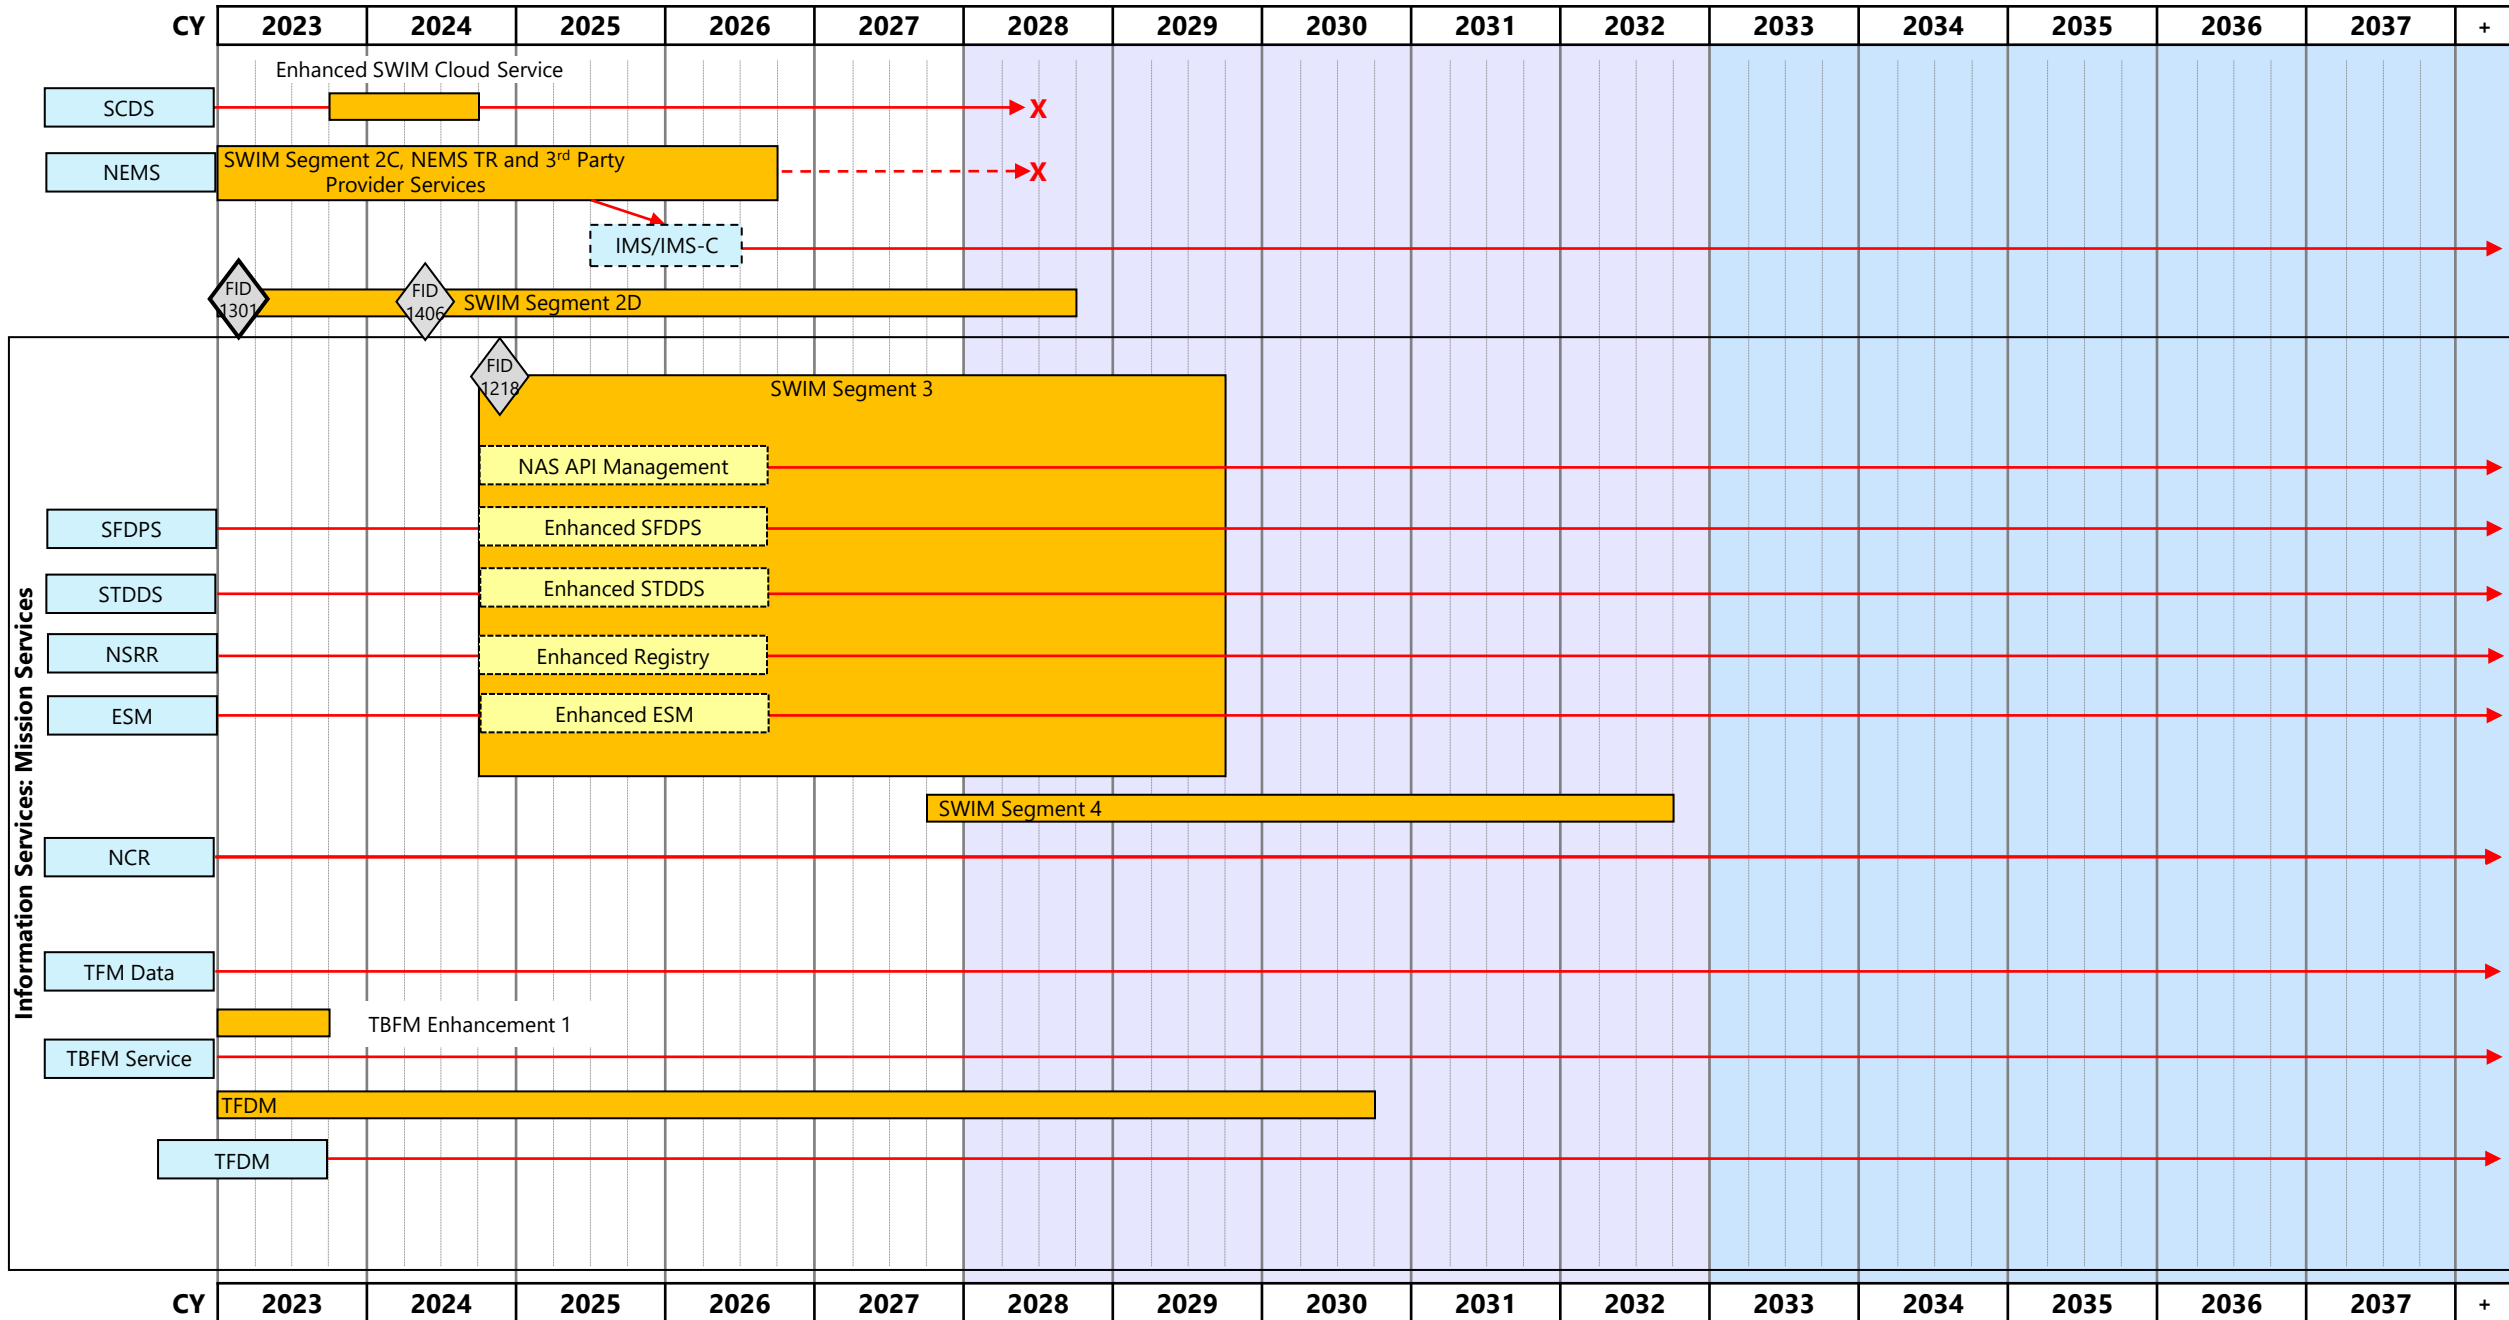 CY 2023 2024 2025 2026 2027 2028 2029 2030 2031 2032 2033 2034 2035 2036 2037 +
Enhanced SWIM Cloud Service
SCDS
X
NEMS
SWIM Segment 2C, NEMS TR and 3rd Party
Provider Services
X
IMS/IMS-C
FID
1301
FID
1406
SWIM Segment 2D
Information Services: Mission Services
FID
1218
SWIM Segment 3
NAS API Management
SFDPS
Enhanced SFDPS
STDDS
Enhanced STDDS
NSRR
Enhanced Registry
ESM
Enhanced ESM
SWIM Segment 4
NCR
TFM Data
TBFM Enhancement 1
TBFM Service
TFDM
TFDM
CY 2023 2024 2025 2026 2027 2028 2029 2030 2031 2032 2033 2034 2035 2036 2037 +